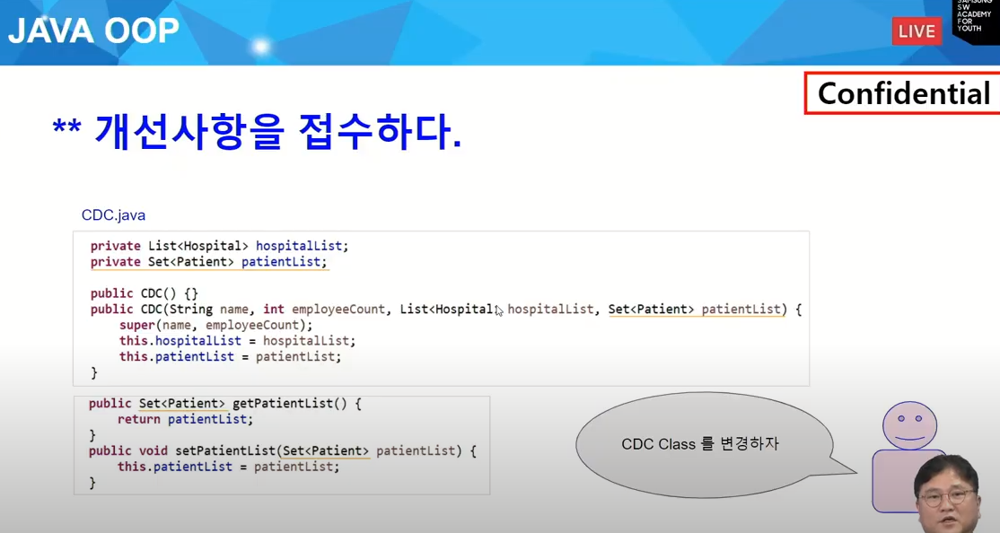 JAVA OOP
LIVE
SAMSUNG
SW
ACADEMY
FOR
YOUTH
Confidential
** 개선사항을 접수하다.
CDC.java
private List<Hospital> hospitalList;
private Set<Patient> patientList;
public CDC() {}
public CDC(String name, int employeeCount, List<Hospital> hospitalList, Set<Patient> patientList) {
super(name, employeeCount);
this.hospitalList = hospitalList;
this.patientList = patientList;
}
public Set<Patient> getPatientList() {
return patientList;
}
public void setPatientList(Set<Patient> patientList) {
this.patientList = patientList;
}
CDC Class 를 변경하자